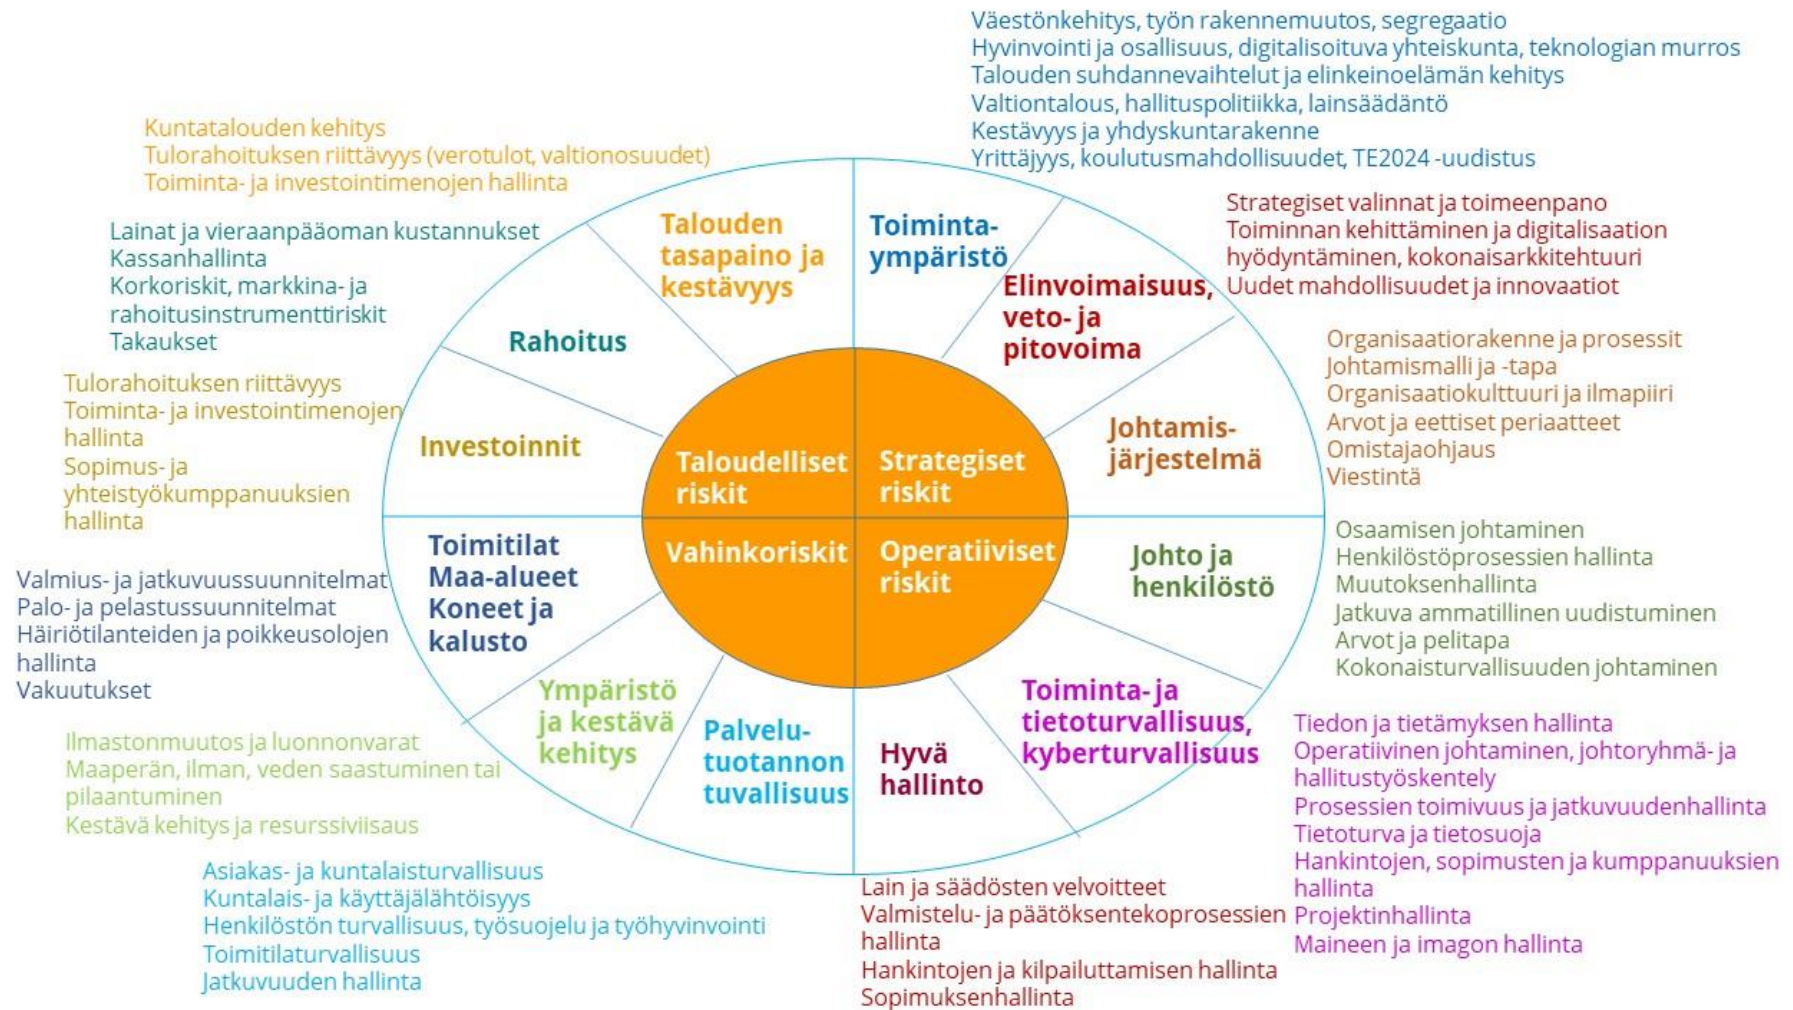 Väestönkehitys, työn rakennemuutos, segregaatio
Hyvinvointi ja osallisuus, digitalisoituva yhteiskunta, teknologian murros
Talouden suhdannevaihtelut ja elinkeinoelämän kehitys
Valtiontalous, hallituspolitiikka, lainsäädäntö
Kestävyys ja yhdyskuntarakenne
Yrittäjyys, koulutusmahdollisuudet, TE2024 -uudistus
Kuntatalouden kehitys
Tulorahoituksen riittävyys (verotulot, valtionosuudet)
Toiminta- ja investointimenojen hallinta
Strategiset valinnat ja toimeenpano
Toiminnan kehittäminen ja digitalisaation
hyödyntäminen, kokonaisarkkitehtuuri
Uudet mahdollisuudet ja innovaatiot
Lainat ja vieraanpääoman kustannukset
Kassanhallinta
Korkoriskit, markkina- ja
rahoitusinstrumenttiriskit
Takaukset
Talouden
tasapaino ja
kestävyys
Toiminta-
ympäristö
Elinvoimaisuus,
veto- ja
pitovoima
Rahoitus
Organisaatiorakenne ja prosessit
Johtamismalli ja -tapa
Organisaatiokulttuuri ja ilmapiiri
Arvot ja eettiset periaatteet
Omistajaohjaus
Viestintä
Tulorahoituksen riittävyys
Toiminta- ja investointimenojen
hallinta
Sopimus- ja
yhteistyökumppanuuksien
hallinta
Investoinnit
Johtamis-
järjestelmä
Taloudelliset
riskit
Strategiset
riskit
Vahinkoriskit
Operatiiviset
riskit
Toimitilat
Maa-alueet
Koneet ja
kalusto
Johto ja
henkilöstö
Osaamisen johtaminen
Henkilöstöprosessien hallinta
Muutoksenhallinta
Jatkuva ammatillinen uudistuminen
Arvot ja pelitapa
Kokonaisturvallisuuden johtaminen
Valmius- ja jatkuvuussuunnitelmat
Palo- ja pelastussuunnitelmat
Häiriötilanteiden ja poikkeusolojen
hallinta
Vakuutukset
Ympäristö
ja kestävä
kehitys
Palvelu-
tuotannon
tuvallisuus
Hyvä
hallinto
Toiminta- ja
tietoturvallisuus,
kyberturvallisuus
Ilmastonmuutos ja luonnonvarat
Maaperän, ilman, veden saastuminen tai
pilaantuminen
Kestävä kehitys ja resurssiviisaus
Tiedon ja tietämyksen hallinta
Operatiivinen johtaminen, johtoryhmä- ja
hallitustyöskentely
Prosessien toimivuus ja jatkuvuudenhallinta
Tietoturva ja tietosuoja
Hankintojen, sopimusten ja kumppanuuksien
hallinta
Projektinhallinta
Maineen ja imagon hallinta
Asiakas- ja kuntalaisturvallisuus
Kuntalais- ja käyttäjälähtöisyys
Henkilöstön turvallisuus, työsuojelu ja työhyvinvointi
Toimitilaturvallisuus
Jatkuvuuden hallinta
Lain ja säädösten velvoitteet
Valmistelu- ja päätöksentekoprosessien
hallinta
Hankintojen ja kilpailuttamisen hallinta
Sopimuksenhallinta